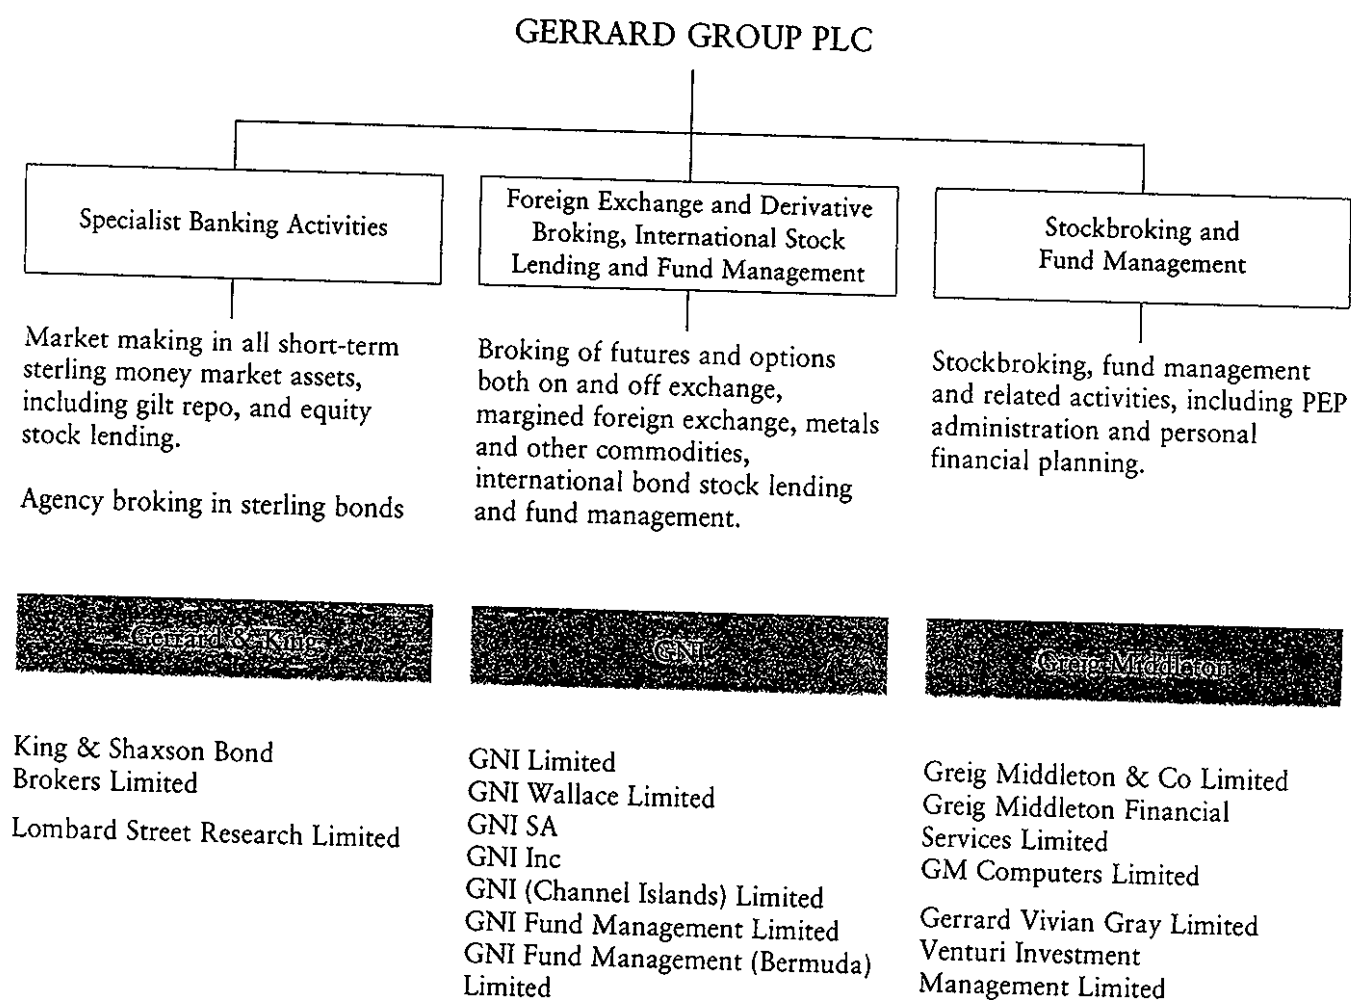 GERRARD GROUP PLC
Specialist Banking Activities
Market making in all short-term
sterling money market assets,
including gilt repo, and equity
stock lending.
Agency broking in sterling bonds
Foreign Exchange and Derivative
Broking, International Stock
Lending and Fund Management
Broking of futures and options
both on and off exchange,
margined foreign exchange, metals
and other commodities,
international bond stock lending
and fund management.
Stockbroking and
Fund Management
Stockbroking, fund management
and related activities, including PEP
administration and personal
financial planning.
Gerrard & King
King & Shaxson Bond
Brokers Limited
Lombard Street Research Limited
GNI
GNI Limited
GNI Wallace Limited
GNI SA
GNI Inc
GNI (Channel Islands) Limited
GNI Fund Management Limited
GNI Fund Management (Bermuda)
Limited
Greig Middleton
Greig Middleton & Co Limited
Greig Middleton Financial
Services Limited
GM Computers Limited
Gerrard Vivian Gray Limited
Venturi Investment
Management Limited